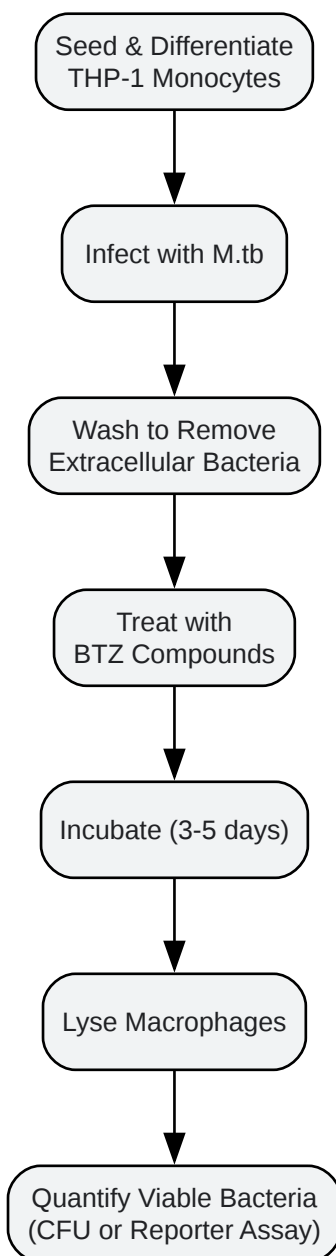 Seed & Differentiate
THP-1 Monocytes
Infect with M.tb
Wash to Remove
Extracellular Bacteria
Treat with
BTZ Compounds
Incubate (3-5 days)
Lyse Macrophages
Quantify Viable Bacteria
(CFU or Reporter Assay)